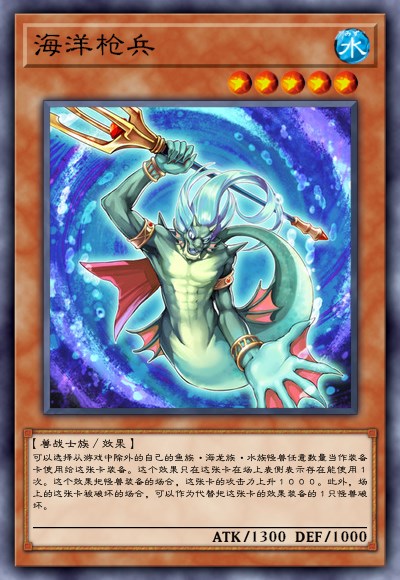 海洋枪兵
水
【兽战士族／效果】
可以选择从游戏中除外的自己的鱼族·海龙族·水族怪兽任意数量当作装备
卡使用给这张卡装备。这个效果只在这张卡在场上表侧表示存在能使用１
次。这个效果把怪兽装备的场合，这张卡的攻击力上升１０００。此外，场
上的这张卡被破坏的场合，可以作为代替把这张卡的效果装备的１只怪兽破
坏。
ATK/1300 DEF/1000